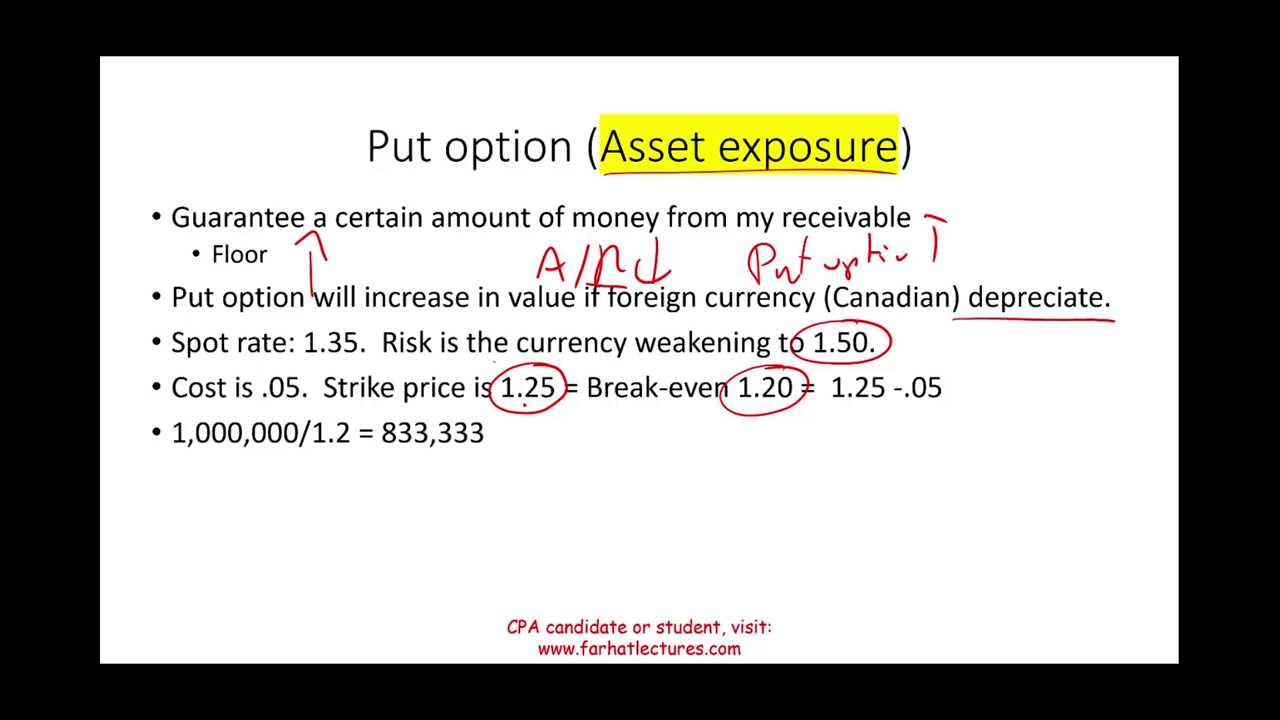 Put option (Asset exposure)
• Guarantee a certain amount of money from my receivable
• Floor
A/R Put option
• Put option will increase in value if foreign currency (Canadian) depreciate.
• Spot rate: 1.35. Risk is the currency weakening to 1.50.
• Cost is .05. Strike price is 1.25 = Break-even 1.20 = 1.25 -.05
• 1,000,000/1.2 = 833,333
CPA candidate or student, visit:
www.farhatlectures.com